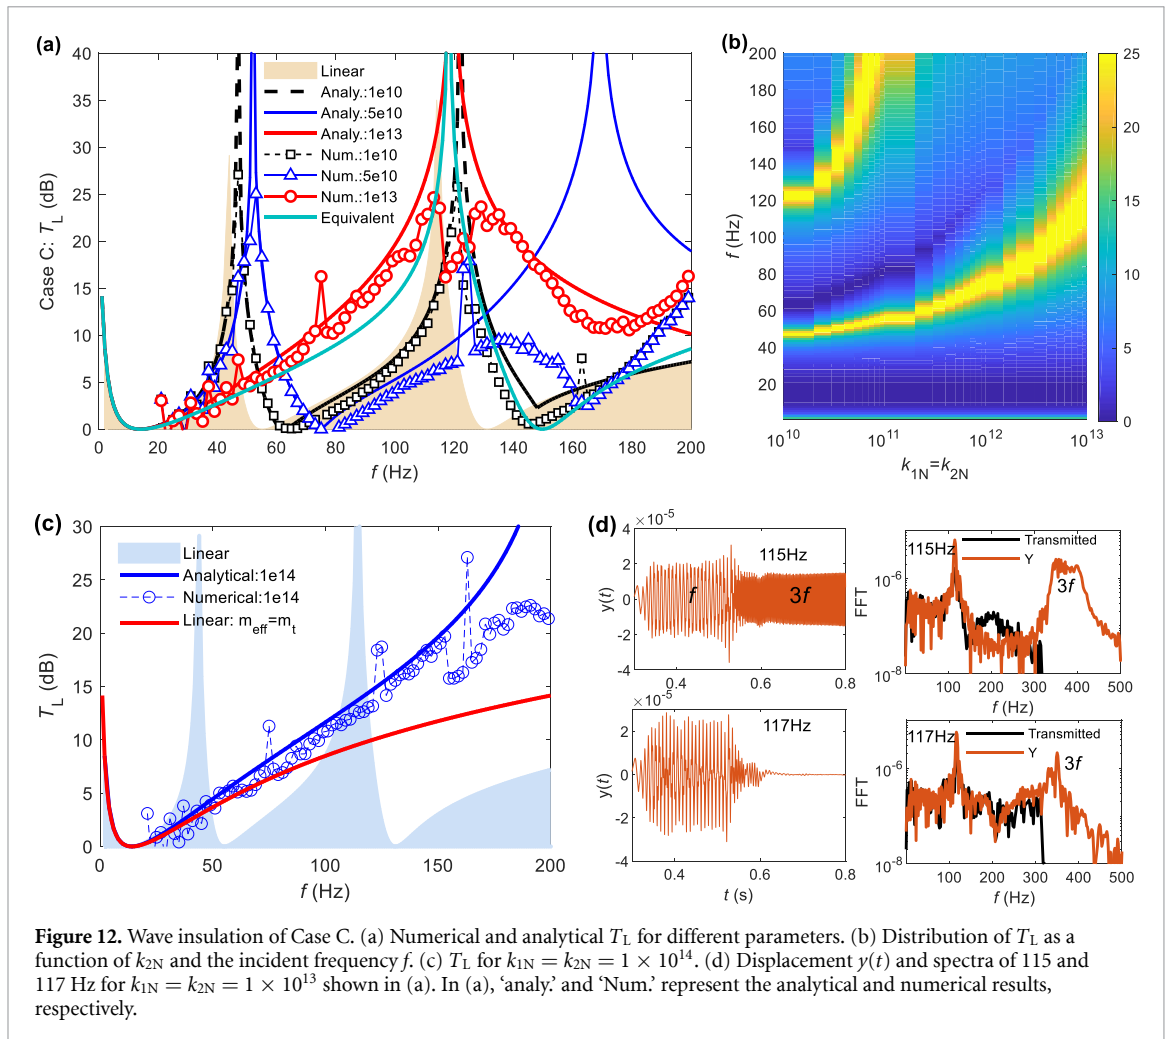 (a)
40
35
30
25
20
15
10
5
0
Case C: T_L (dB)
0 20 40 60 80 100 120 140 160 180 200
f (Hz)
Linear
Analy.:1e10
Analy.:5e10
Analy.:1e13
Num.:1e10
Num.:5e10
Num.:1e13
Equivalent
(b)
200
180
160
140
120
100
80
60
40
20
f (Hz)
10^10 10^11 10^12 10^13
k_1N=k_2N
25
20
15
10
5
0
(c)
30
25
20
15
10
5
0
T_L (dB)
0 50 100 150 200
f (Hz)
Linear
Analytical:1e14
Numerical:1e14
Linear: m_eff=m_t
(d)
×10^-5
4
2
0
-2
-4
y(t)
115Hz
f
3f
0.4 0.6 0.8
×10^-5
2
0
-2
-4
y(t)
117Hz
0.4 0.6 0.8
t (s)
115Hz
Transmitted
Y
3f
10^-6
10^-8
FFT
100 200 300 400 500
f (Hz)
117Hz
Transmitted
Y
3f
10^-6
10^-8
FFT
100 200 300 400 500
f (Hz)
Figure 12. Wave insulation of Case C. (a) Numerical and analytical T_L for different parameters. (b) Distribution of T_L as a
function of k_2N and the incident frequency f. (c) T_L for k_1N = k_2N = 1 × 10^14. (d) Displacement y(t) and spectra of 115 and
117 Hz for k_1N = k_2N = 1 × 10^13 shown in (a). In (a), ‘analy.’ and ‘Num.’ represent the analytical and numerical results,
respectively.